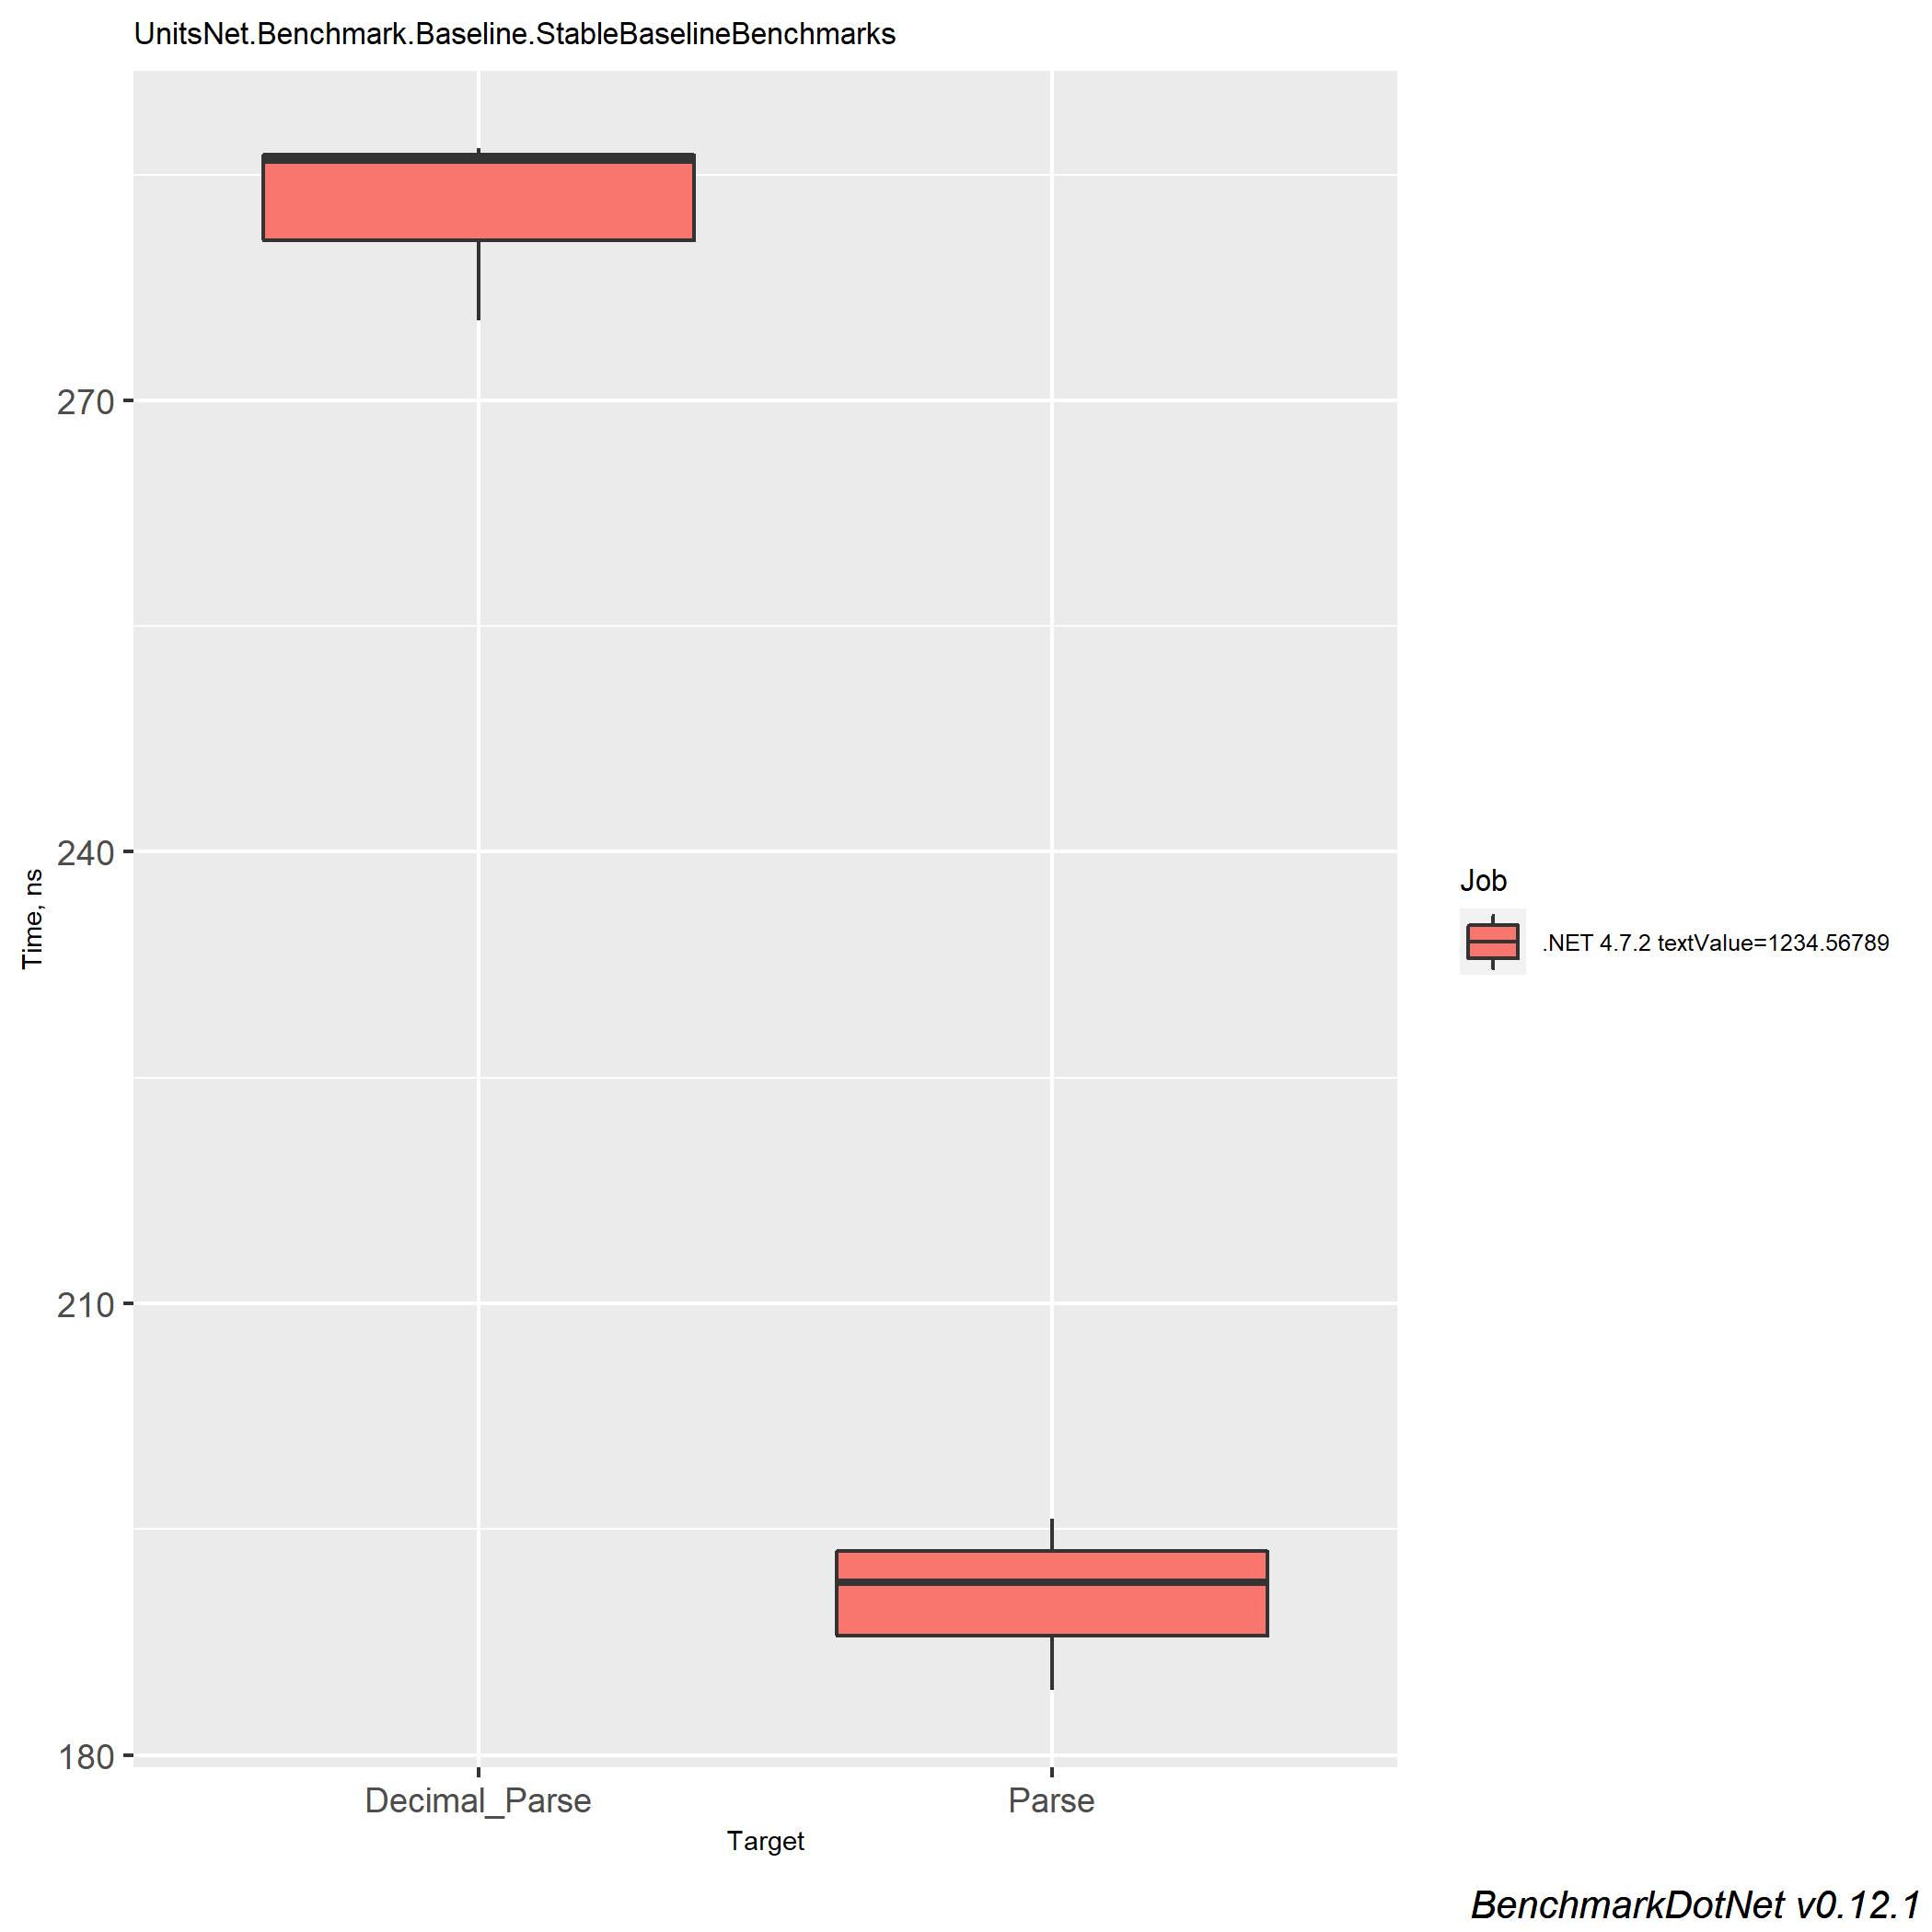 UnitsNet.Benchmark.Baseline.StableBaselineBenchmarks
270
240
210
180
Time, ns
Decimal_Parse
Parse
Target
Job
.NET 4.7.2 textValue=1234.56789
BenchmarkDotNet v0.12.1